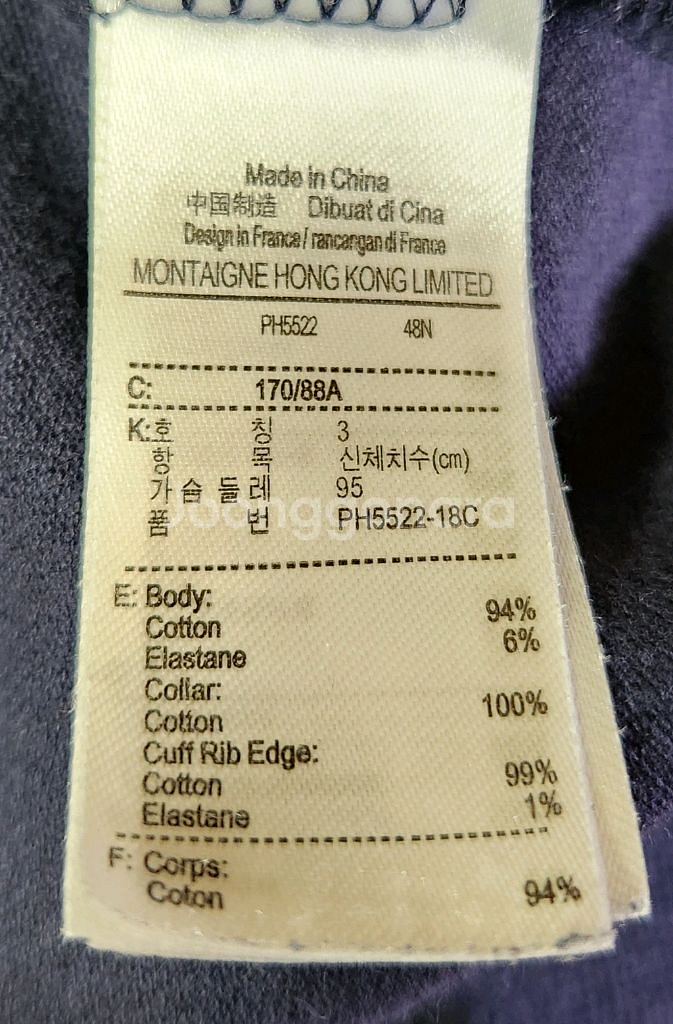 Made in China
中国制造 Dibuat di Cina
Design in France / rancangan di France
MONTAIGNE HONG KONG LIMITED
PH5522 48N
C: 170/88A
K: 호 칭 3
항 목 신체치수(cm)
가슴둘레 95
품 번 PH5522-18C
E: Body:
Cotton 94%
Elastane 6%
Collar:
Cotton 100%
Cuff Rib Edge:
Cotton 99%
Elastane 1%
F: Corps:
Coton 94%